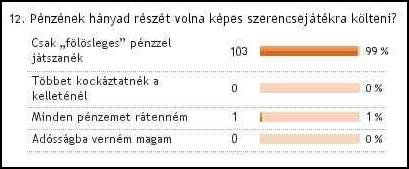 12. Pénzének hányad részét volna képes szerencsejátékra költeni?
Csak „fölösleges” pénzzel
játszanék 103 99 %
Többet kockáztatnék a
kelleténél 0 0 %
Minden pénzemet rátenném 1 1 %
Adósságba verném magam 0 0 %